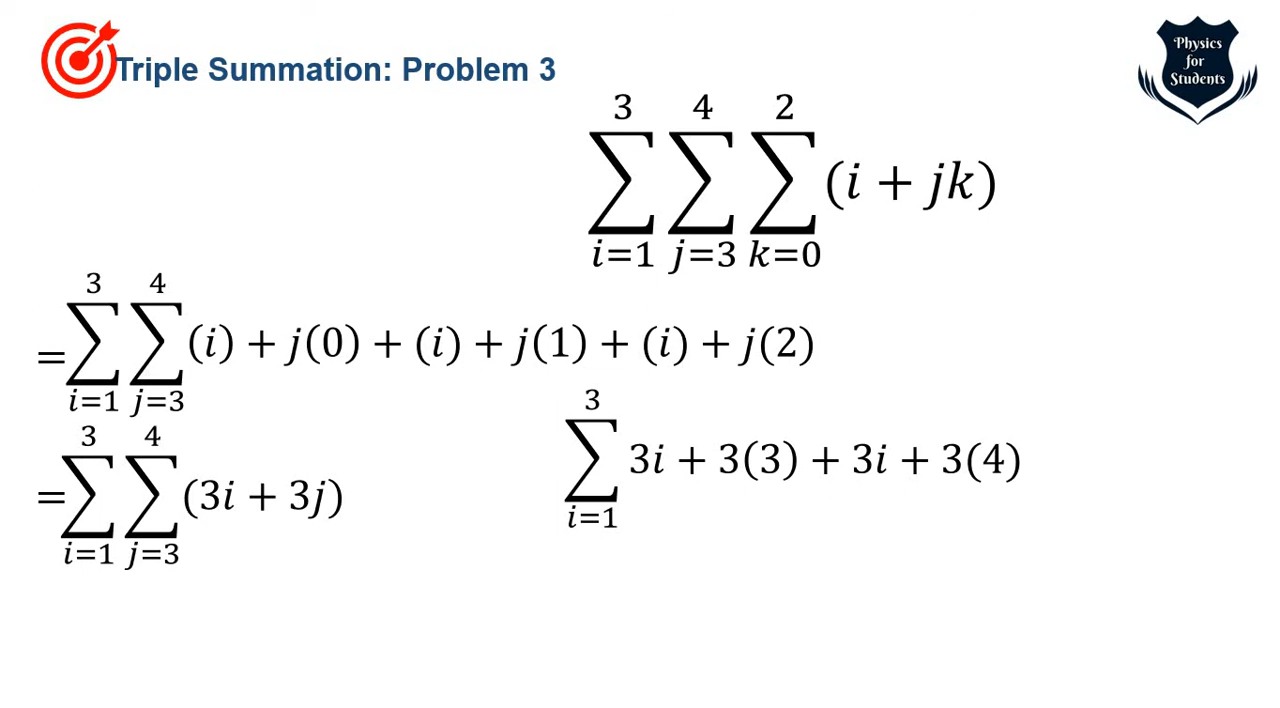 Triple Summation: Problem 3
Physics
for
Students
3 4 2
∑ ∑ ∑ (i + jk)
i=1 j=3 k=0
3 4
=∑ ∑ (i) + j(0) + (i) + j(1) + (i) + j(2)
i=1 j=3
3 4
=∑ ∑ (3i + 3j)
i=1 j=3
3
∑ 3i + 3(3) + 3i + 3(4)
i=1